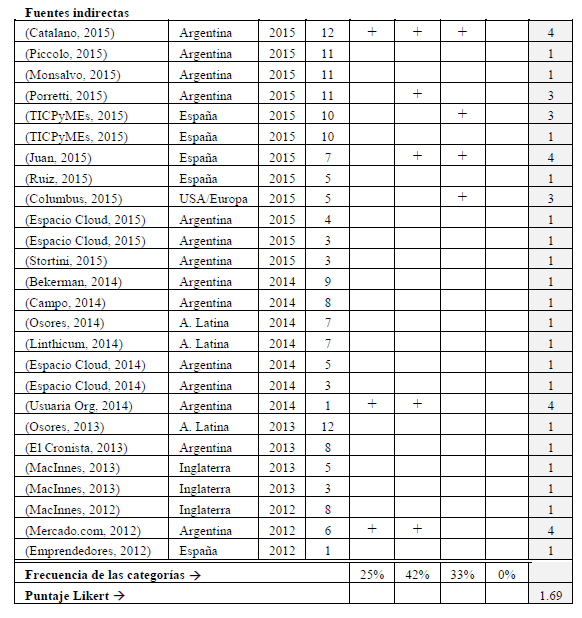 Fuentes indirectas
(Catalano, 2015) Argentina 2015 12 + + + 4
(Piccolo, 2015) Argentina 2015 11 1
(Monsalvo, 2015) Argentina 2015 11 1
(Porretti, 2015) Argentina 2015 11 + 3
(TICPyMEs, 2015) España 2015 10 + 3
(TICPyMEs, 2015) España 2015 10 1
(Juan, 2015) España 2015 7 + + 4
(Ruiz, 2015) España 2015 5 1
(Columbus, 2015) USA/Europa 2015 5 + 3
(Espacio Cloud, 2015) Argentina 2015 4 1
(Espacio Cloud, 2015) Argentina 2015 3 1
(Stortini, 2015) Argentina 2015 3 1
(Bekerman, 2014) Argentina 2014 9 1
(Campo, 2014) Argentina 2014 8 1
(Osores, 2014) A. Latina 2014 7 1
(Linthicum, 2014) A. Latina 2014 7 1
(Espacio Cloud, 2014) Argentina 2014 5 1
(Espacio Cloud, 2014) Argentina 2014 3 1
(Usuaria Org, 2014) Argentina 2014 1 + + 4
(Osores, 2013) A. Latina 2013 12 1
(El Cronista, 2013) Argentina 2013 8 1
(MacInnes, 2013) Inglaterra 2013 5 1
(MacInnes, 2013) Inglaterra 2013 3 1
(MacInnes, 2012) Inglaterra 2012 8 1
(Mercado.com, 2012) Argentina 2012 6 + + 4
(Emprendedores, 2012) España 2012 1 1
Frecuencia de las categorías → 25% 42% 33% 0%
Puntaje Likert → 1.69